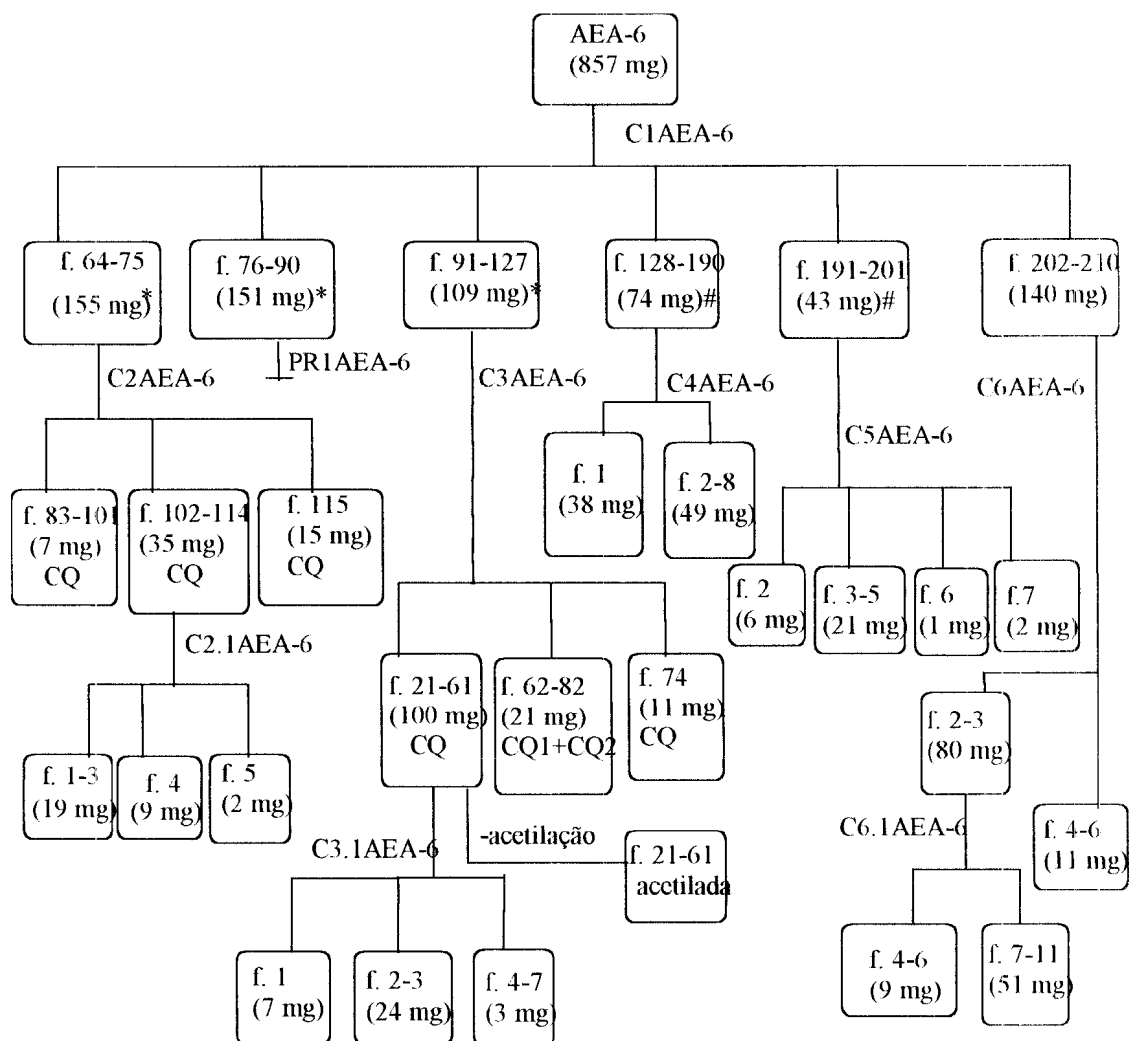 AEA-6
(857 mg)
C1AEA-6
f. 64-75
(155 mg)*
f. 76-90
(151 mg)*
f. 91-127
(109 mg)*
f. 128-190
(74 mg)#
f. 191-201
(43 mg)#
f. 202-210
(140 mg)
C2AEA-6
PR1AEA-6
C3AEA-6
C4AEA-6
C5AEA-6
C6AEA-6
f. 83-101
(7 mg)
CQ
f. 102-114
(35 mg)
CQ
f. 115
(15 mg)
CQ
f. 1
(38 mg)
f. 2-8
(49 mg)
f. 2
(6 mg)
f. 3-5
(21 mg)
f. 6
(1 mg)
f.7
(2 mg)
C2.1AEA-6
f. 21-61
(100 mg)
CQ
f. 62-82
(21 mg)
CQ1+CQ2
f. 74
(11 mg)
CQ
f. 2-3
(80 mg)
f. 1-3
(19 mg)
f. 4
(9 mg)
f. 5
(2 mg)
C3.1AEA-6
-acetilação
f. 21-61
acetilada
C6.1AEA-6
f. 4-6
(11 mg)
f. 1
(7 mg)
f. 2-3
(24 mg)
f. 4-7
(3 mg)
f. 4-6
(9 mg)
f. 7-11
(51 mg)